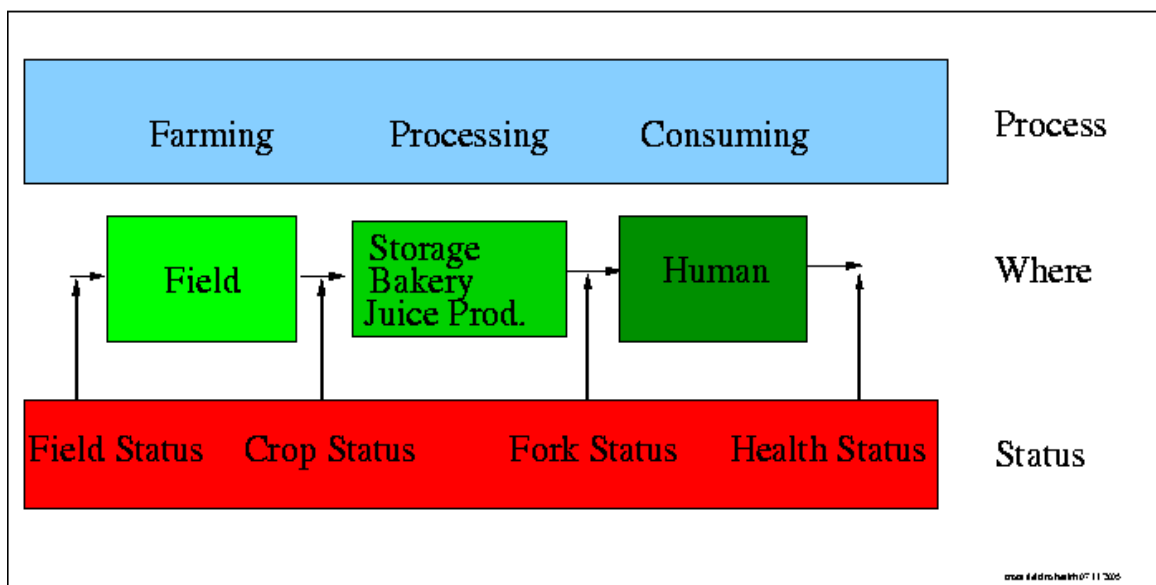 Farming Processing Consuming Process
Field
Storage
Bakery
Juice Prod.
Human
Where
Field Status Crop Status Fork Status Health Status Status